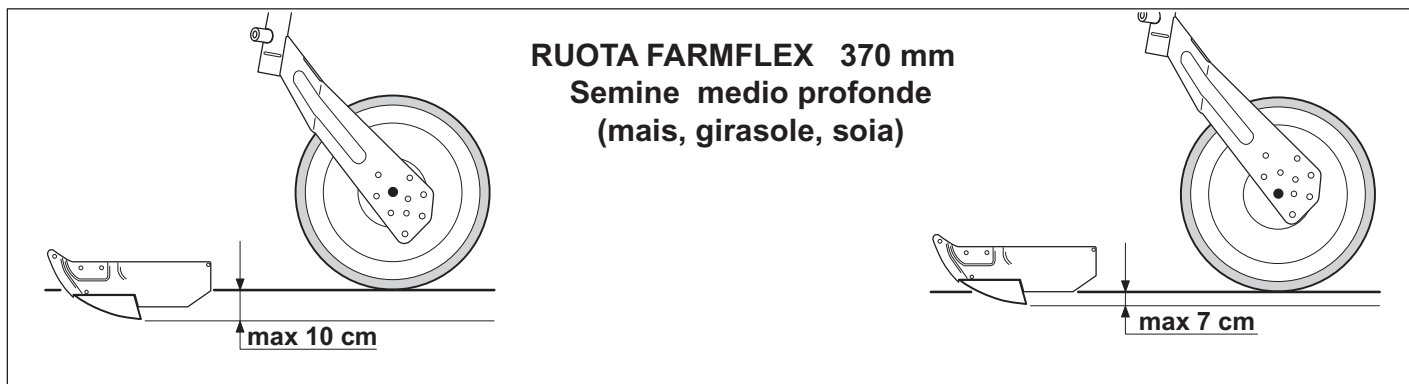 RUOTA FARMFLEX 370 mm
Semine medio profonde
(mais, girasole, soia)
max 10 cm
max 7 cm